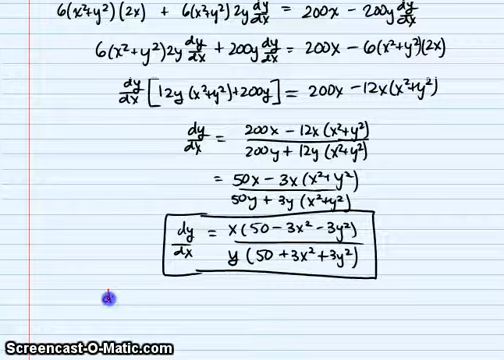 6(x²+y²)(2x) + 6(x²+y²)2y dy/dx = 200x - 200y dy/dx
6(x²+y²)2y dy/dx + 200y dy/dx = 200x - 6(x²+y²)(2x)
dy/dx [12y(x²+y²)+200y] = 200x - 12x(x²+y²)
dy/dx = 200x - 12x(x²+y²) / 200y + 12y(x²+y²)
= 50x - 3x(x²+y²) / 50y + 3y(x²+y²)
dy/dx = x(50 - 3x² - 3y²) / y(50 + 3x² + 3y²)
Screencast-O-Matic.com